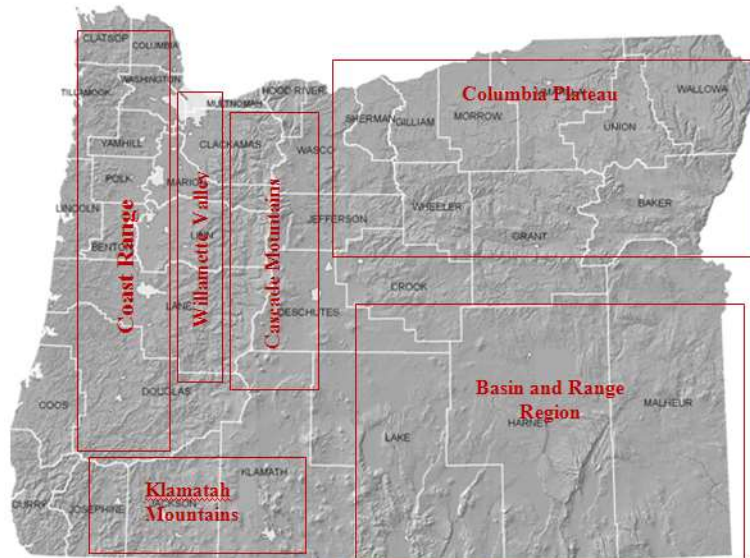 CLATSOP
COLUMBIA
TILLAMOOK
WASHINGTON
HOOD RIVER
MULTNOMAH
Columbia Plateau
WALLOWA
SHERMAN
GILLIAM
MORROW
UNION
YAMHILL
CLACKAMAS
WASCO
POLK
MARION
LINCOLN
BENTON
LINN
JEFFERSON
WHEELER
GRANT
BAKER
Coast Range
Willamette Valley
Cascade Mountains
LANE
DESCHUTES
CROOK
COOS
DOUGLAS
Basin and Range
Region
HARNEY
MALHEUR
LAKE
KLAMATH
Klamatah
Mountains
JOSEPHINE
JACKSON